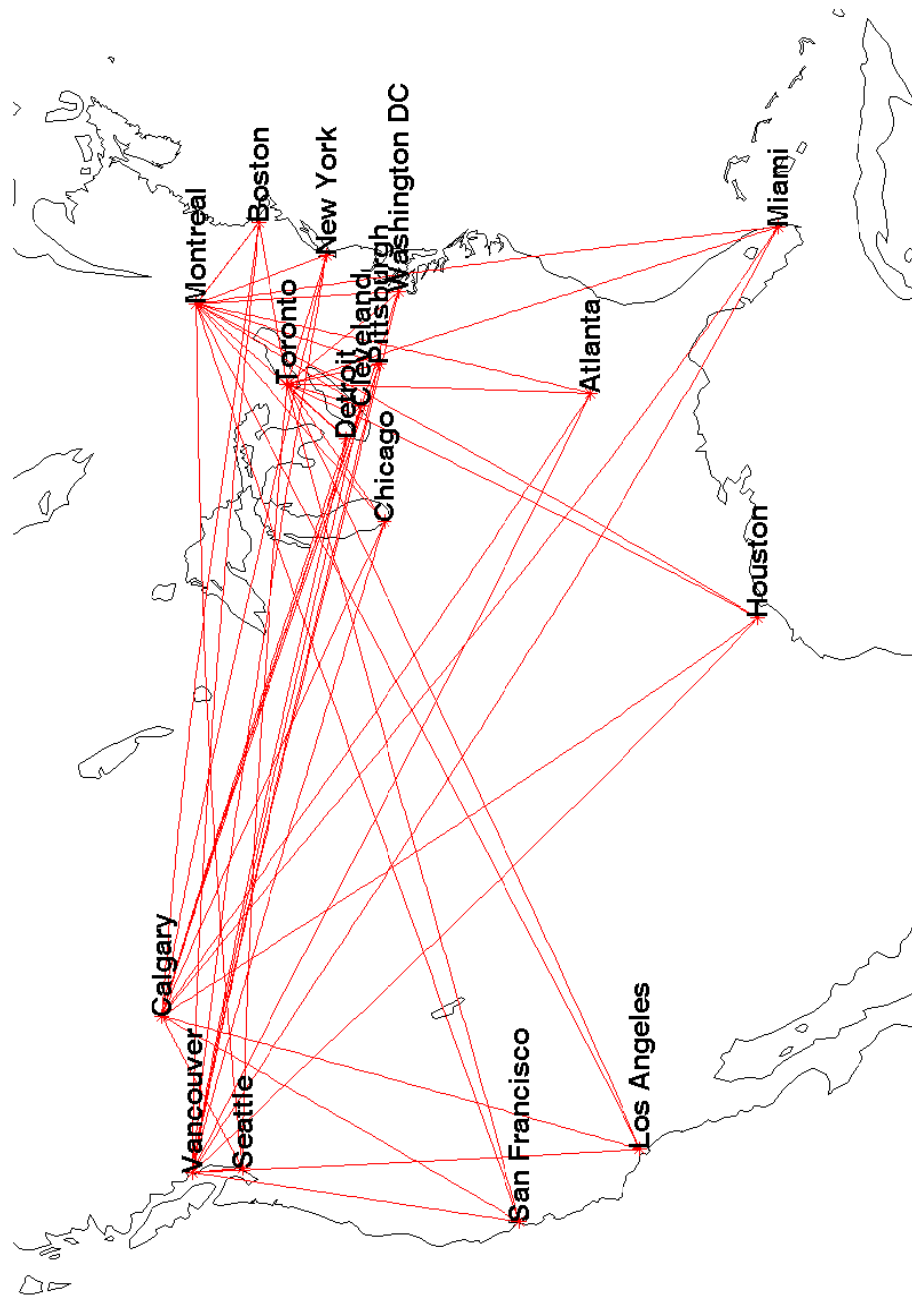 Montreal
Boston
New York
Washington DC
Toronto
Pittsburgh
Cleveland
Detroit
Chicago
Miami
Atlanta
Houston
Calgary
Vancouver
Seattle
San Francisco
Los Angeles